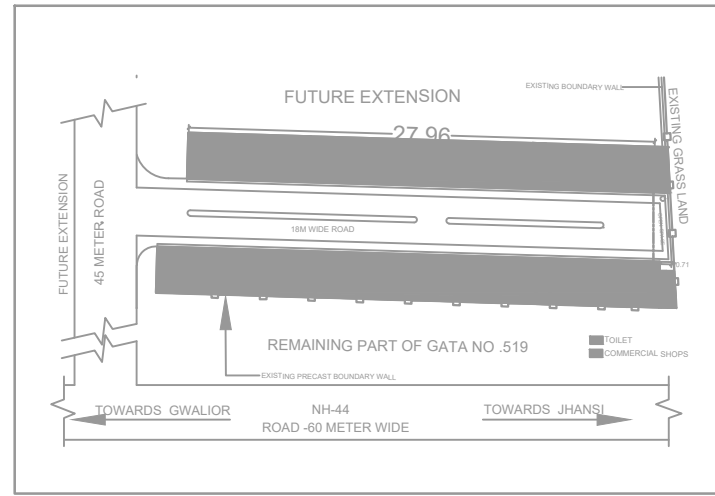 EXISTING BOUNDARY WALL
FUTURE EXTENSION
27.96
EXISTING GRASS LAND
FUTURE EXTENSION
45 METER ROAD
18M WIDE ROAD
0.71
REMAINING PART OF GATA NO .519
TOILET
COMMERCIAL SHOPS
EXISTING PRECAST BOUNDARY WALL
TOWARDS GWALIOR
NH-44
TOWARDS JHANSI
ROAD -60 METER WIDE